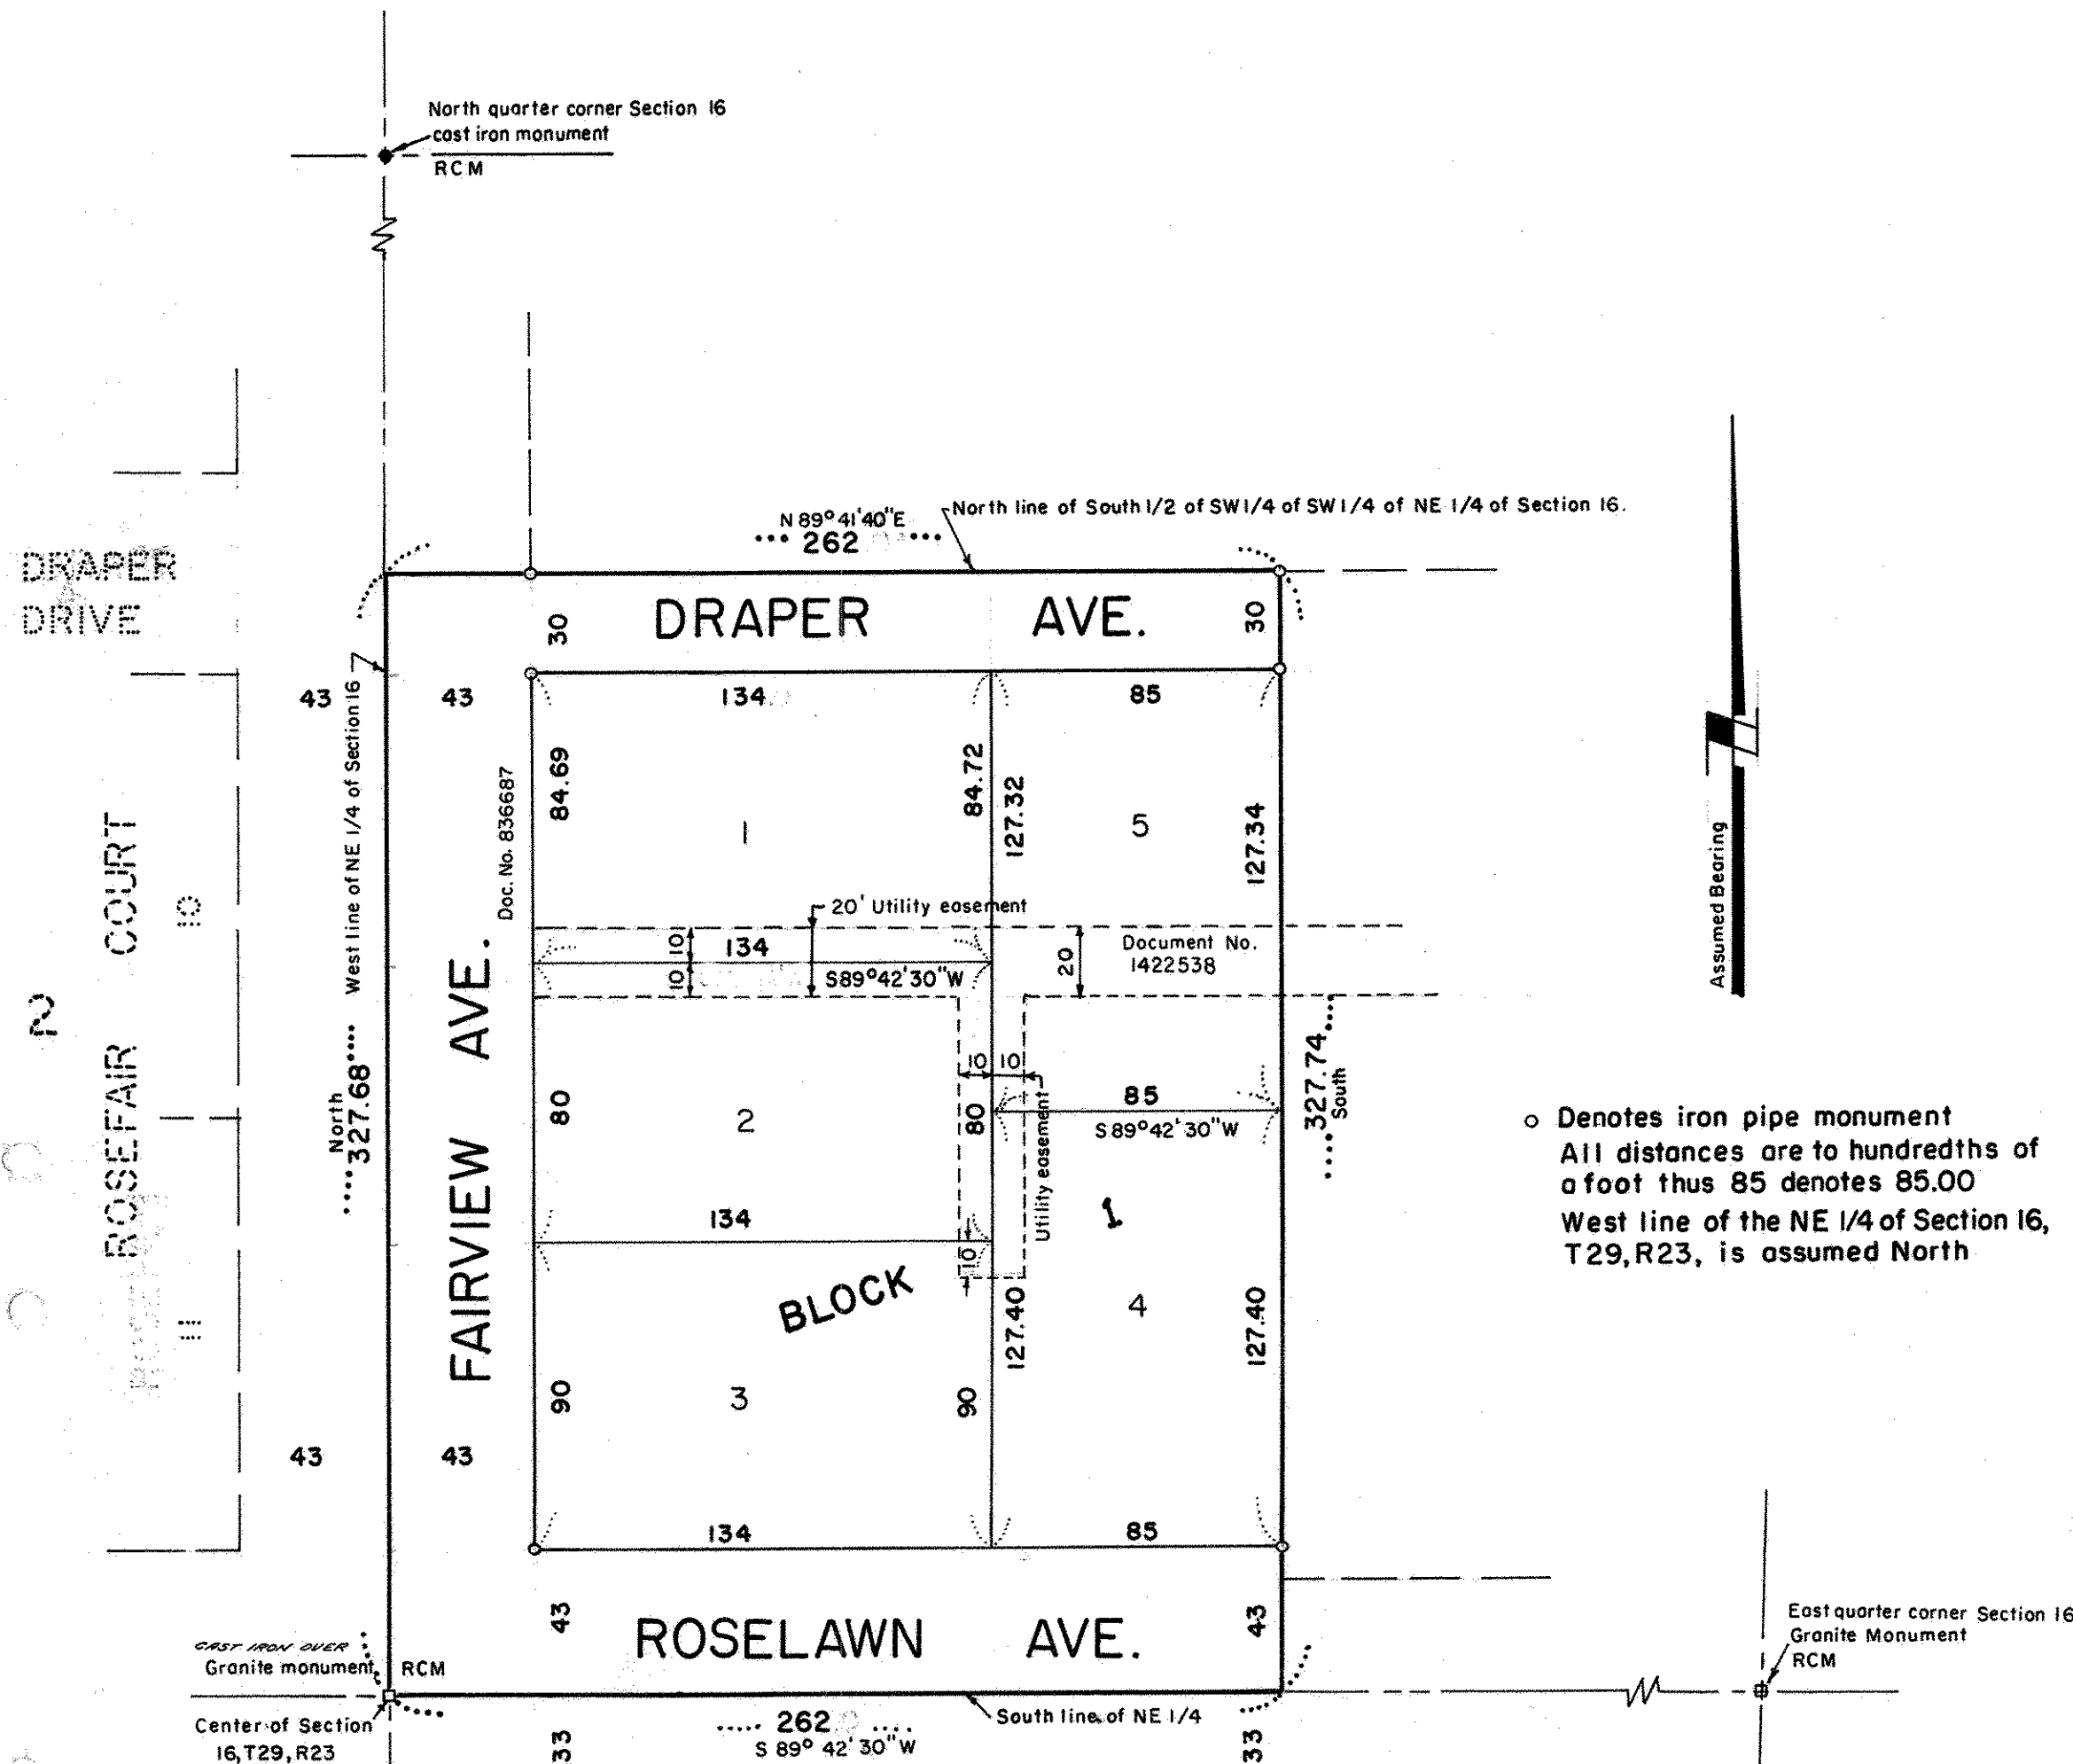 North quarter corner Section 16
cast iron monument
RCM
N 89° 41' 40" E
262
North line of South 1/2 of SW 1/4 of SW 1/4 of NE 1/4 of Section 16.
DRAPER
DRIVE
30
DRAPER AVE.
30
43
43
134
85
West line of NE 1/4 of Section 16
Doc. No. 836687
84.69
84.72
127.32
127.34
1
5
ROSEFAIR COURT
10
2
11
20' Utility easement
10
134
10
S 89° 42' 30" W
20
Document No.
1422538
North
327.68
FAIRVIEW AVE.
80
2
80
10
10
Utility easement
85
S 89° 42' 30" W
327.74
South
134
10
BLOCK
1
127.40
4
127.40
90
3
90
43
43
134
85
43
ROSELAWN AVE.
43
CAST IRON OVER
Granite monument
RCM
Center of Section
16, T29, R23
33
262
S 89° 42' 30" W
South line of NE 1/4
33
Assumed Bearing
o Denotes iron pipe monument
All distances are to hundredths of
a foot thus 85 denotes 85.00
West line of the NE 1/4 of Section 16,
T29, R23, is assumed North
East quarter corner Section 16
Granite Monument
RCM